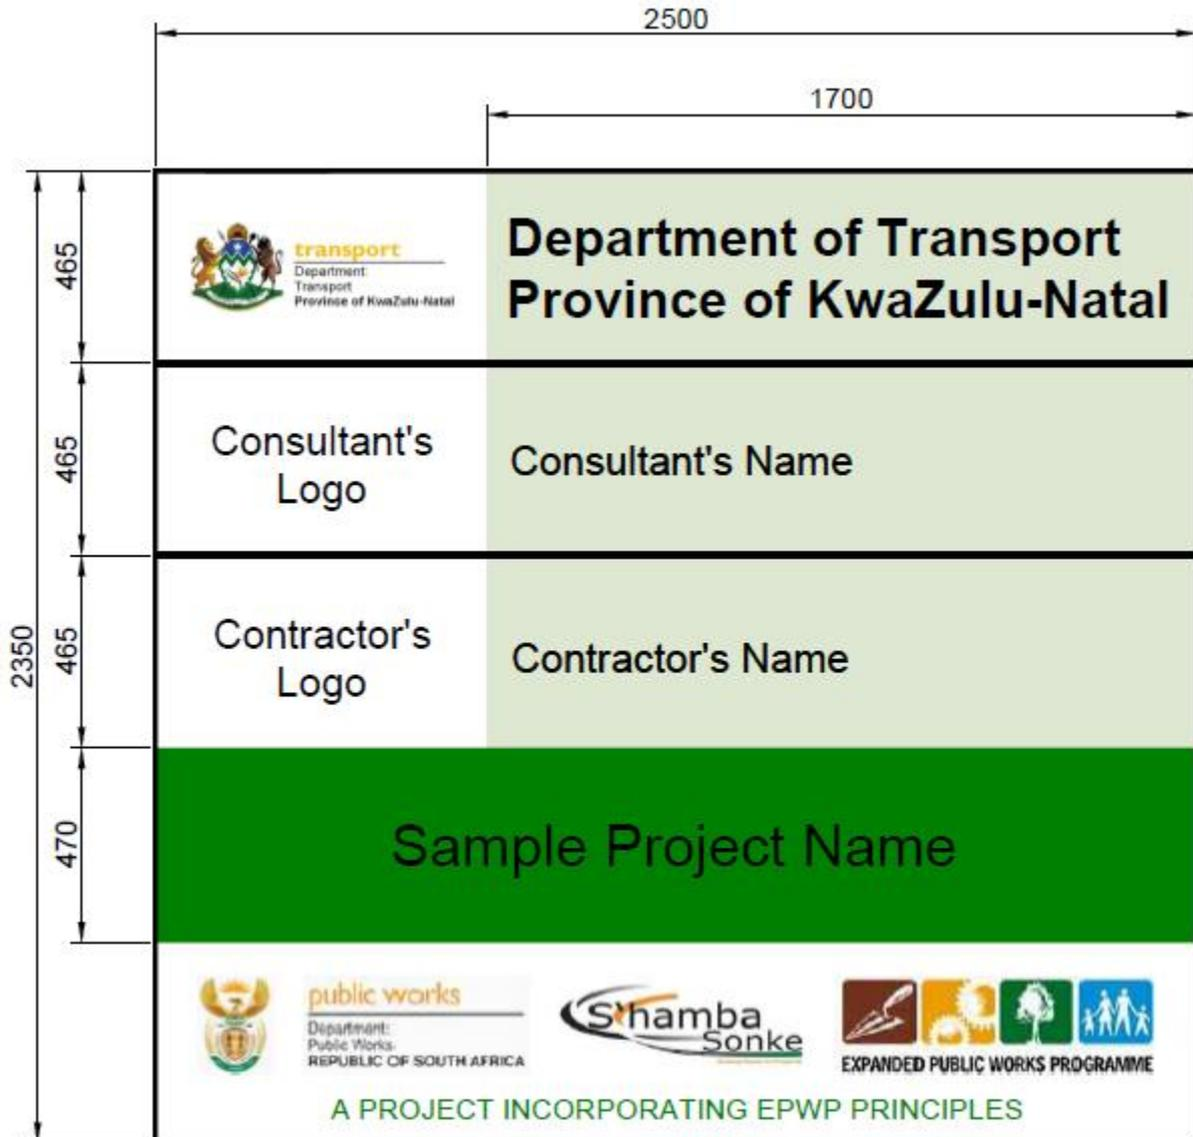 2500
1700
465
transport
Department:
Transport
Province of KwaZulu-Natal
Department of Transport
Province of KwaZulu-Natal
465
Consultant's
Logo
Consultant's Name
2350
465
Contractor's
Logo
Contractor's Name
470
Sample Project Name
public works
Department:
Public Works
REPUBLIC OF SOUTH AFRICA
S'hamba
Sonke
EXPANDED PUBLIC WORKS PROGRAMME
A PROJECT INCORPORATING EPWP PRINCIPLES